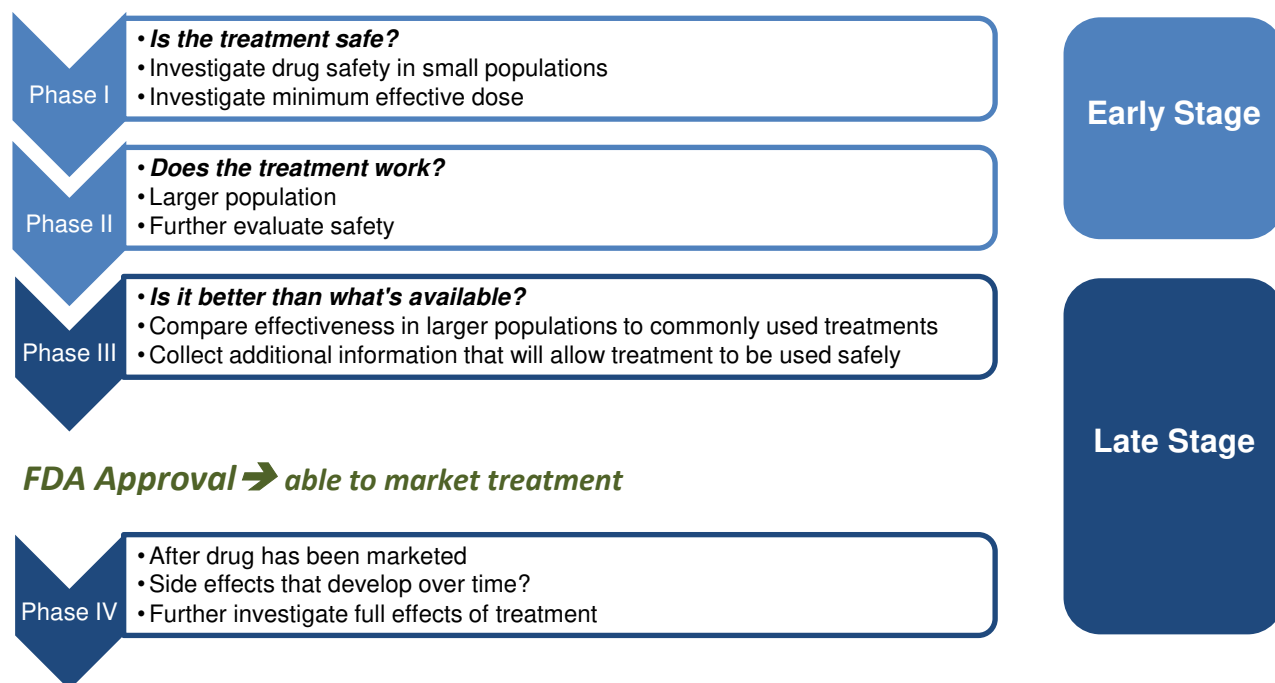 Phase I
• Is the treatment safe?
• Investigate drug safety in small populations
• Investigate minimum effective dose
Early Stage
Phase II
• Does the treatment work?
• Larger population
• Further evaluate safety
Phase III
• Is it better than what's available?
• Compare effectiveness in larger populations to commonly used treatments
• Collect additional information that will allow treatment to be used safely
Late Stage
FDA Approval ➔ able to market treatment
Phase IV
• After drug has been marketed
• Side effects that develop over time?
• Further investigate full effects of treatment